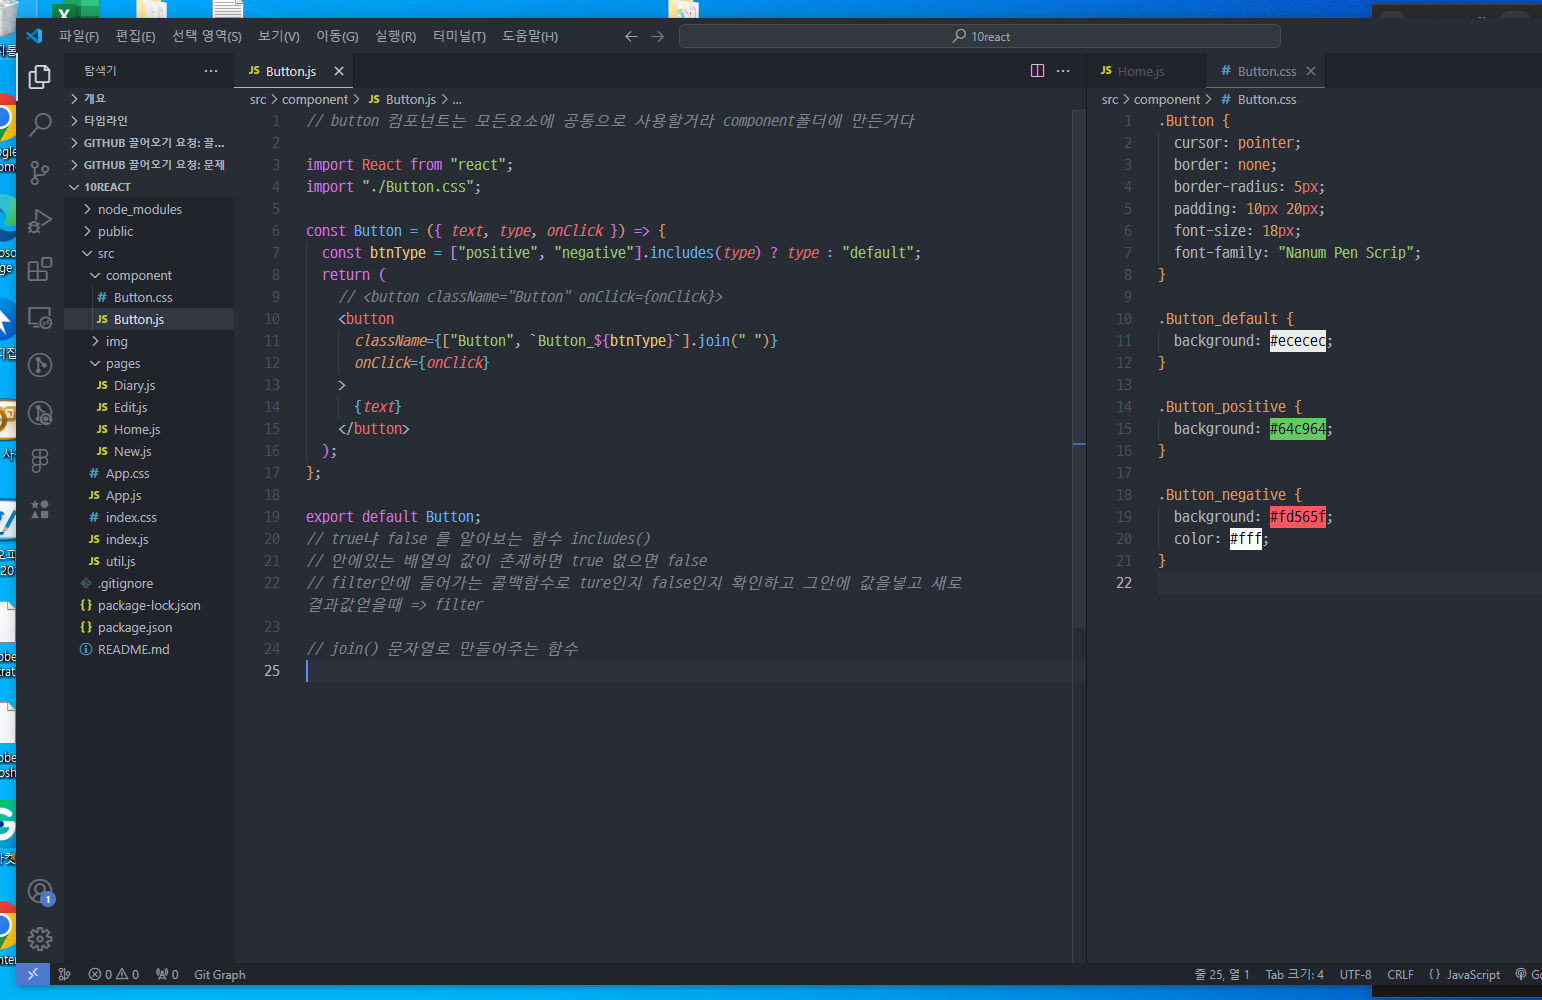 파일(F) 편집(E) 선택 영역(S) 보기(V) 이동(G) 실행(R) 터미널(T) 도움말(H) 10react
탐색기
개요
타임라인
GITHUB 끌어오기 요청: 끌...
GITHUB 끌어오기 요청: 문제
10REACT
node_modules
public
src
component
# Button.css
JS Button.js
img
pages
JS Diary.js
JS Edit.js
JS Home.js
JS New.js
# App.css
JS App.js
# index.css
JS index.js
JS util.js
.gitignore
{} package-lock.json
{} package.json
README.md
JS Button.js
src > component > JS Button.js > ...
1 // button 컴포넌트는 모든요소에 공통으로 사용할거라 component폴더에 만든거다
2
3 import React from "react";
4 import "./Button.css";
5
6 const Button = ({ text, type, onClick }) => {
7 const btnType = ["positive", "negative"].includes(type) ? type : "default";
8 return (
9 // <button className="Button" onClick={onClick}>
10 <button
11 className={["Button", `Button_${btnType}`].join(" ")}
12 onClick={onClick}
13 >
14 {text}
15 </button>
16 );
17 };
18
19 export default Button;
20 // true냐 false 를 알아보는 함수 includes()
21 // 안에있는 배열의 값이 존재하면 true 없으면 false
22 // filter안에 들어가는 콜백함수로 ture인지 false인지 확인하고 그안에 값을넣고 새로
결과값얻을때 => filter
23
24 // join() 문자열로 만들어주는 함수
25
JS Home.js # Button.css
src > component > # Button.css
1 .Button {
2 cursor: pointer;
3 border: none;
4 border-radius: 5px;
5 padding: 10px 20px;
6 font-size: 18px;
7 font-family: "Nanum Pen Scrip";
8 }
9
10 .Button_default {
11 background: #ececec;
12 }
13
14 .Button_positive {
15 background: #64c964;
16 }
17
18 .Button_negative {
19 background: #fd565f;
20 color: #fff;
21 }
22
1
0 0 0 Git Graph
줄 25, 열 1 Tab 크기: 4 UTF-8 CRLF {} JavaScript